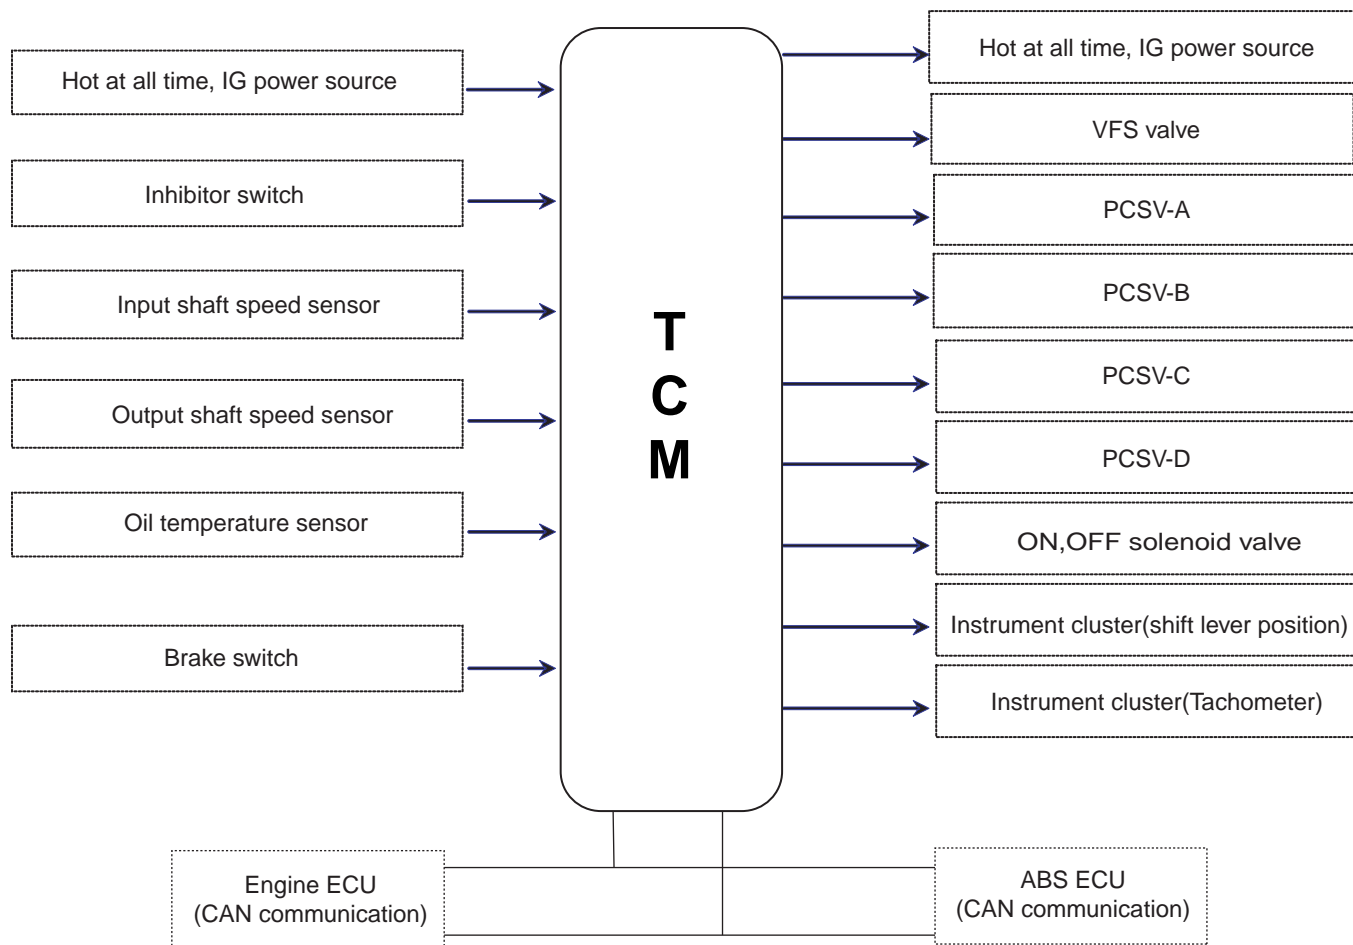 Hot at all time, IG power source
Inhibitor switch
Input shaft speed sensor
Output shaft speed sensor
Oil temperature sensor
Brake switch
T
C
M
Hot at all time, IG power source
VFS valve
PCSV-A
PCSV-B
PCSV-C
PCSV-D
ON,OFF solenoid valve
Instrument cluster(shift lever position)
Instrument cluster(Tachometer)
Engine ECU
(CAN communication)
ABS ECU
(CAN communication)